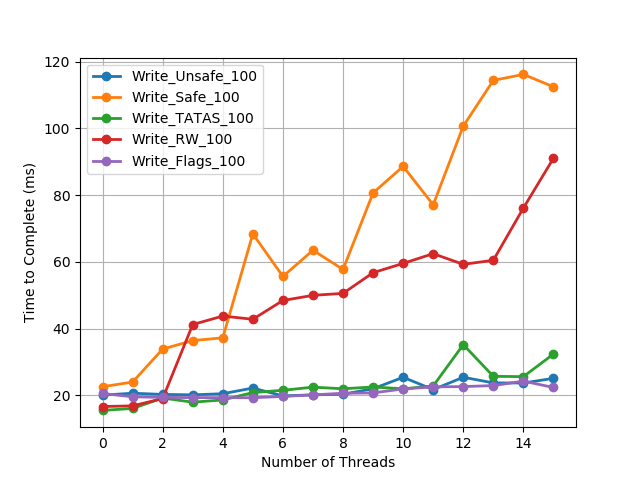 120
100
80
60
40
20
Time to Complete (ms)
Write_Unsafe_100
Write_Safe_100
Write_TATAS_100
Write_RW_100
Write_Flags_100
0 2 4 6 8 10 12 14
Number of Threads